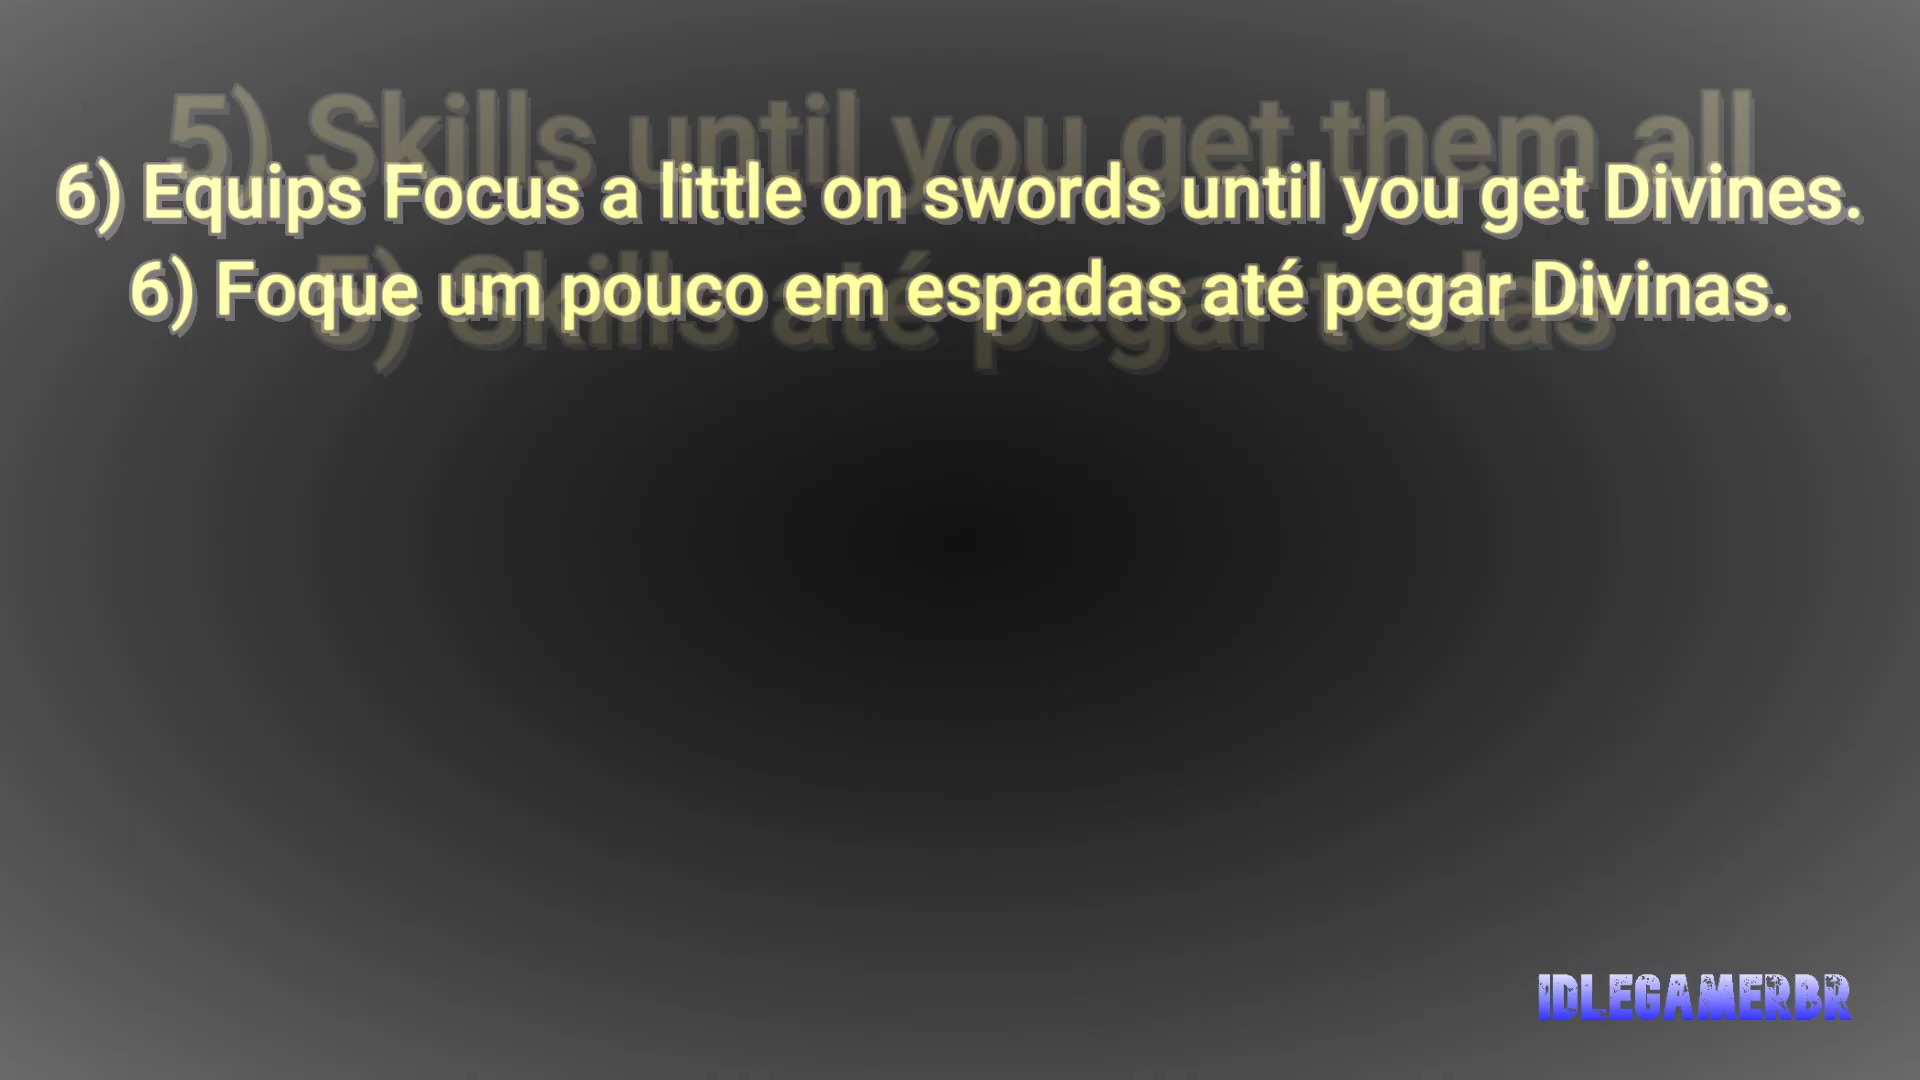 5) Skills until you get them all
6) Equips Focus a little on swords until you get Divines.
6) Foque um pouco em espadas até pegar Divinas.
5) Skills até pegar todas
IDLEGAMERBR